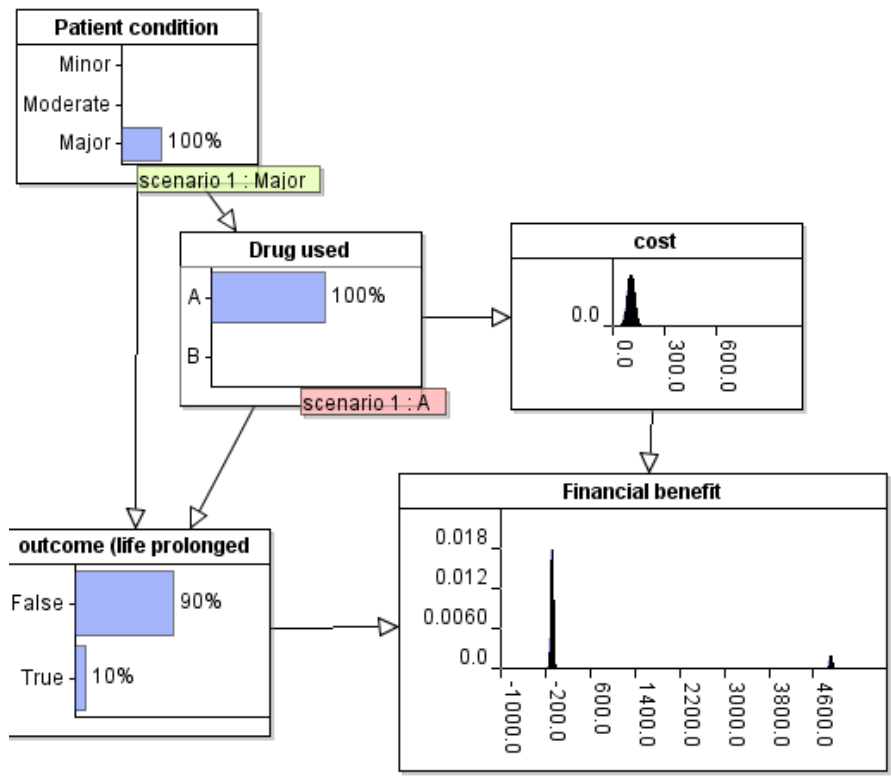 Patient condition
Minor
Moderate
Major
100%
scenario 1 : Major
Drug used
A
100%
B
scenario 1 : A
cost
0.0
0.0
300.0
600.0
outcome (life prolonged
False
90%
True
10%
Financial benefit
0.018
0.012
0.0060
0.0
-1000.0
-200.0
600.0
1400.0
2200.0
3000.0
3800.0
4600.0